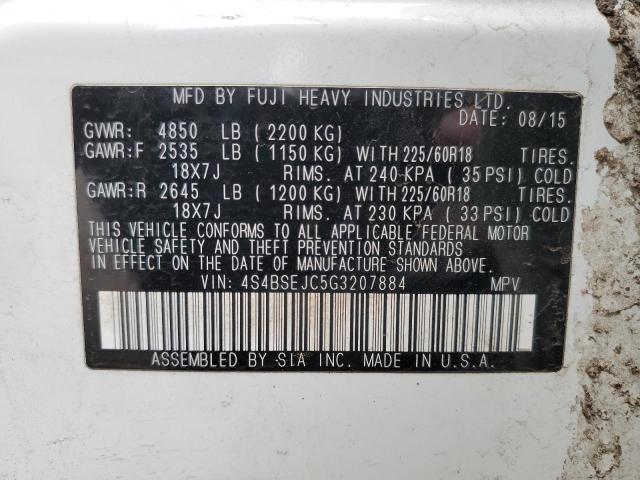 MFD BY FUJI HEAVY INDUSTRIES LTD.
DATE: 08/15
GVWR: 4850 LB (2200 KG)
GAWR:F 2535 LB (1150 KG) WITH 225/60R18 TIRES.
18X7J RIMS. AT 240 KPA (35 PSI) COLD
GAWR:R 2645 LB (1200 KG) WITH 225/60R18 TIRES.
18X7J RIMS. AT 230 KPA (33 PSI) COLD
THIS VEHICLE CONFORMS TO ALL APPLICABLE FEDERAL MOTOR
VEHICLE SAFETY AND THEFT PREVENTION STANDARDS
IN EFFECT ON THE DATE OF MANUFACTURE SHOWN ABOVE.
VIN: 4S4BSEJC5G3207884 MPV
ASSEMBLED BY SIA INC. MADE IN U.S.A.